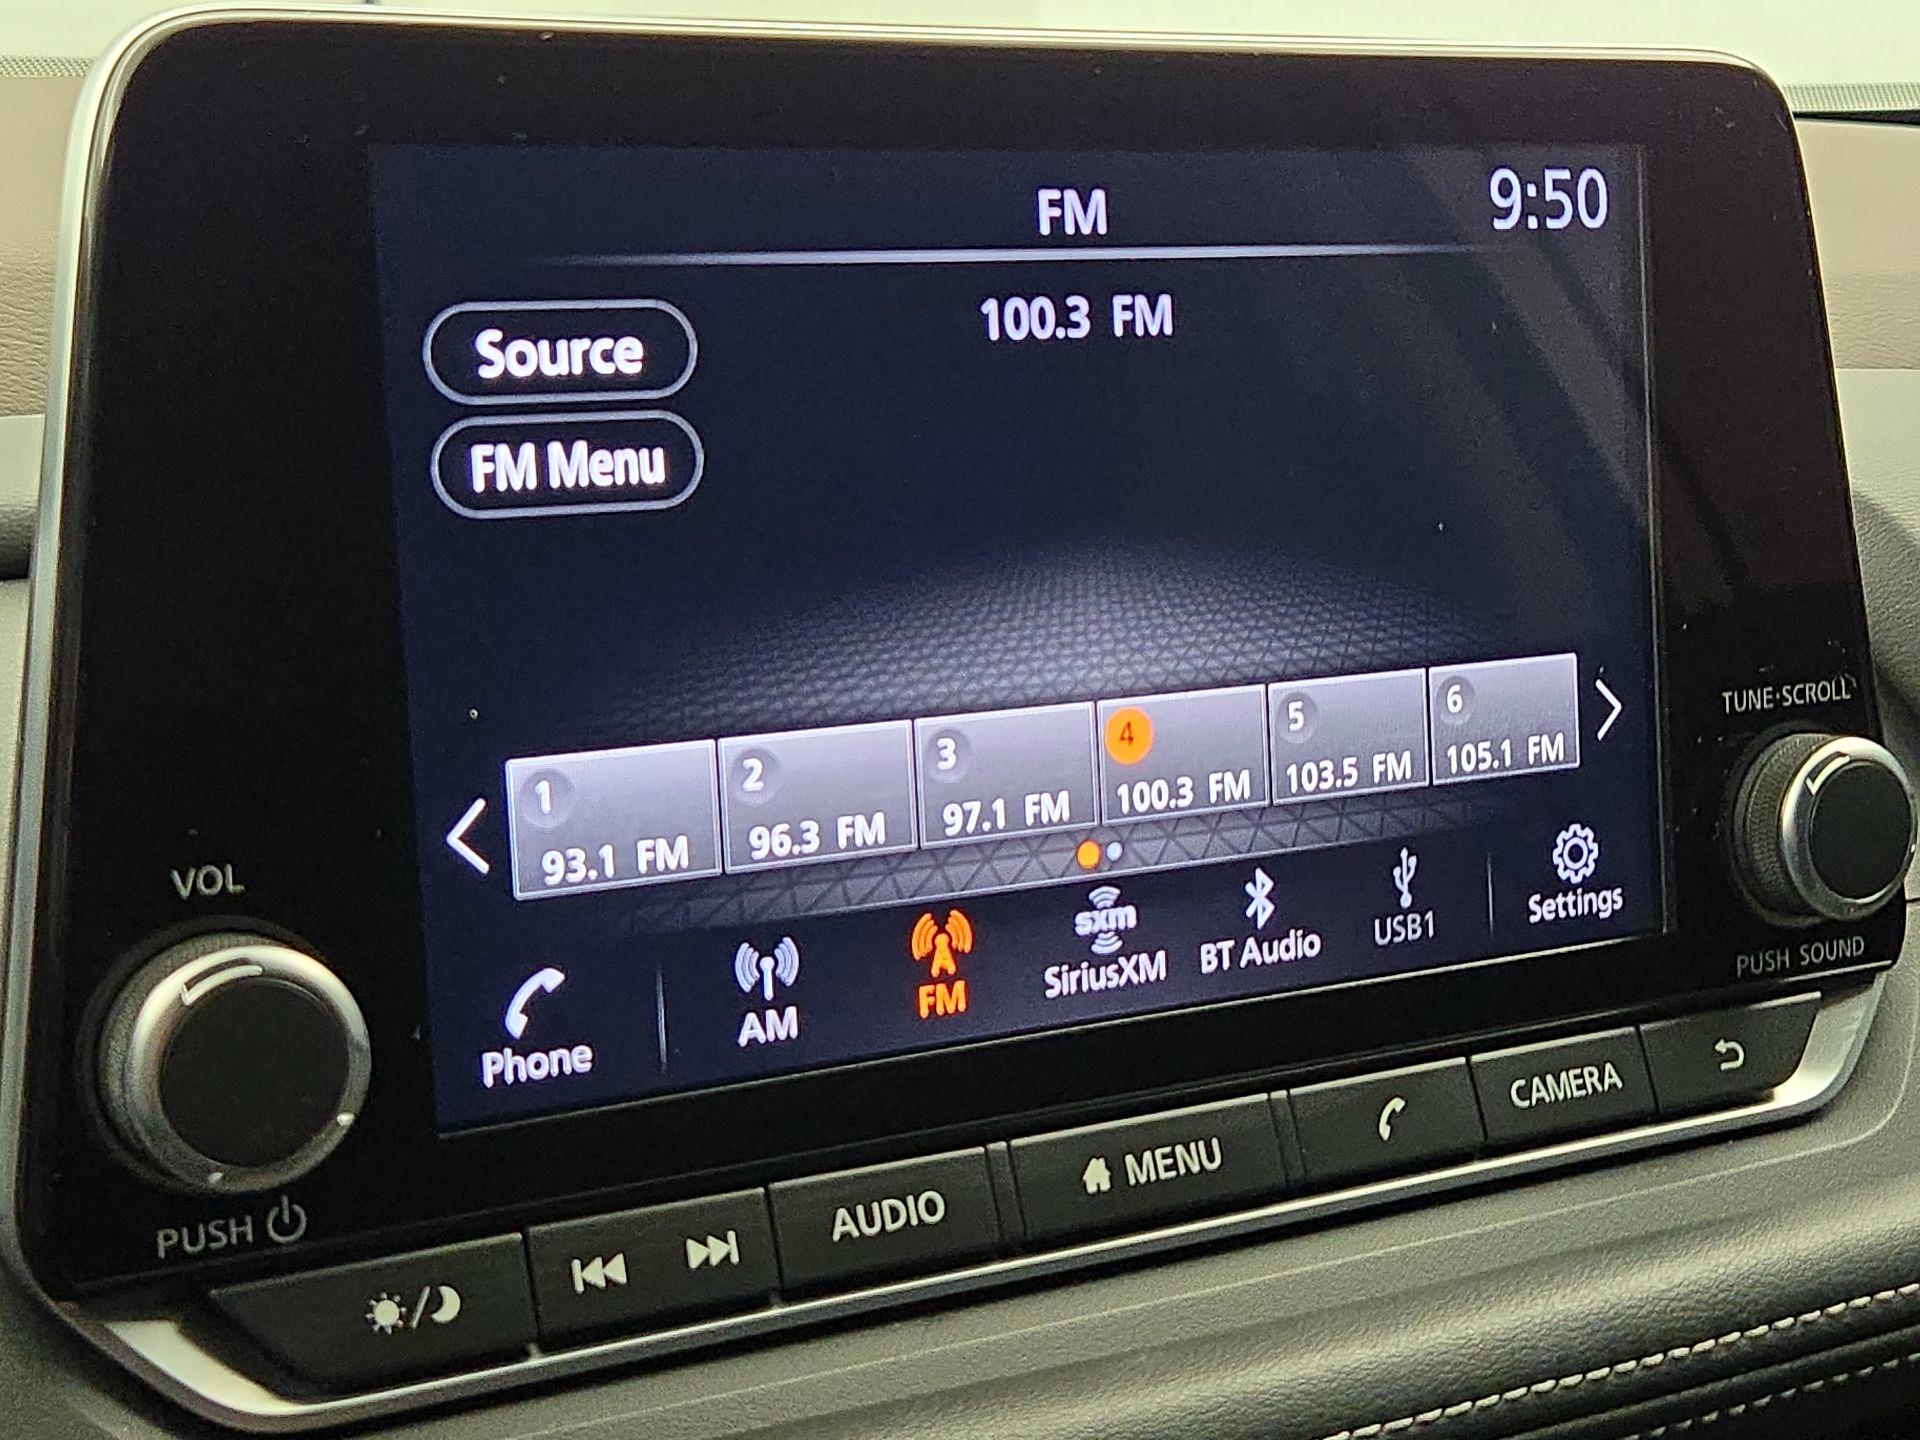 FM
9:50
100.3 FM
Source
FM Menu
1 2 3 4 5 6
93.1 FM 96.3 FM 97.1 FM 100.3 FM 103.5 FM 105.1 FM
Phone AM FM sxm SiriusXM BT Audio USB1 Settings
VOL
PUSH
TUNE·SCROLL
PUSH SOUND
AUDIO MENU CAMERA